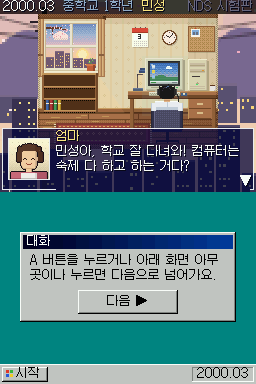 2000.03 중학교 1학년 민성 NDS 시험판
3
엄마
민성아, 학교 잘 다녀와! 컴퓨터는
숙제 다 하고 하는 거다?
대화
A 버튼을 누르거나 아래 화면 아무
곳이나 누르면 다음으로 넘어가요.
다음 ▶
시작
2000.03